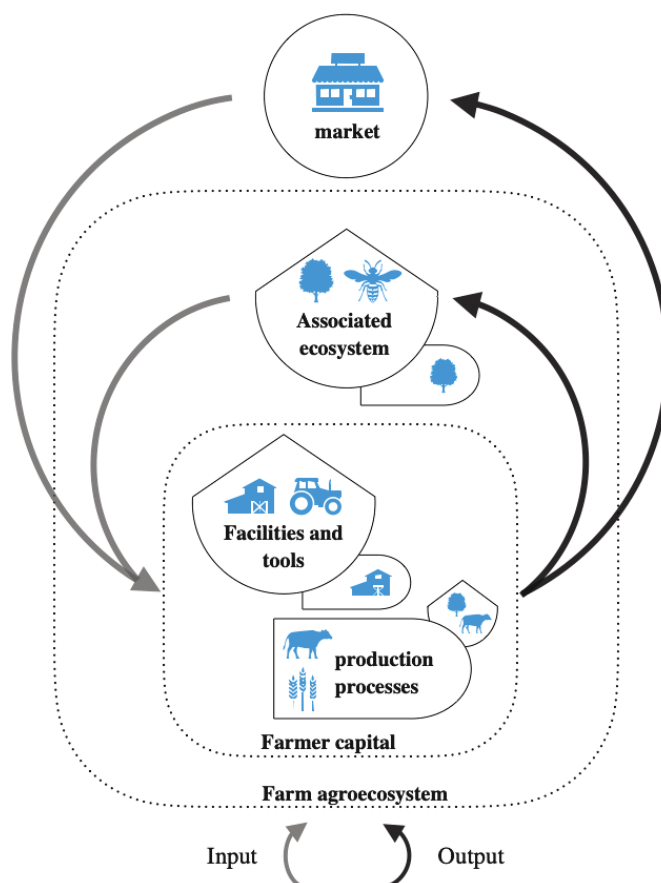 market
Associated
ecosystem
Facilities and
tools
production
processes
Farmer capital
Farm agroecosystem
Input
Output